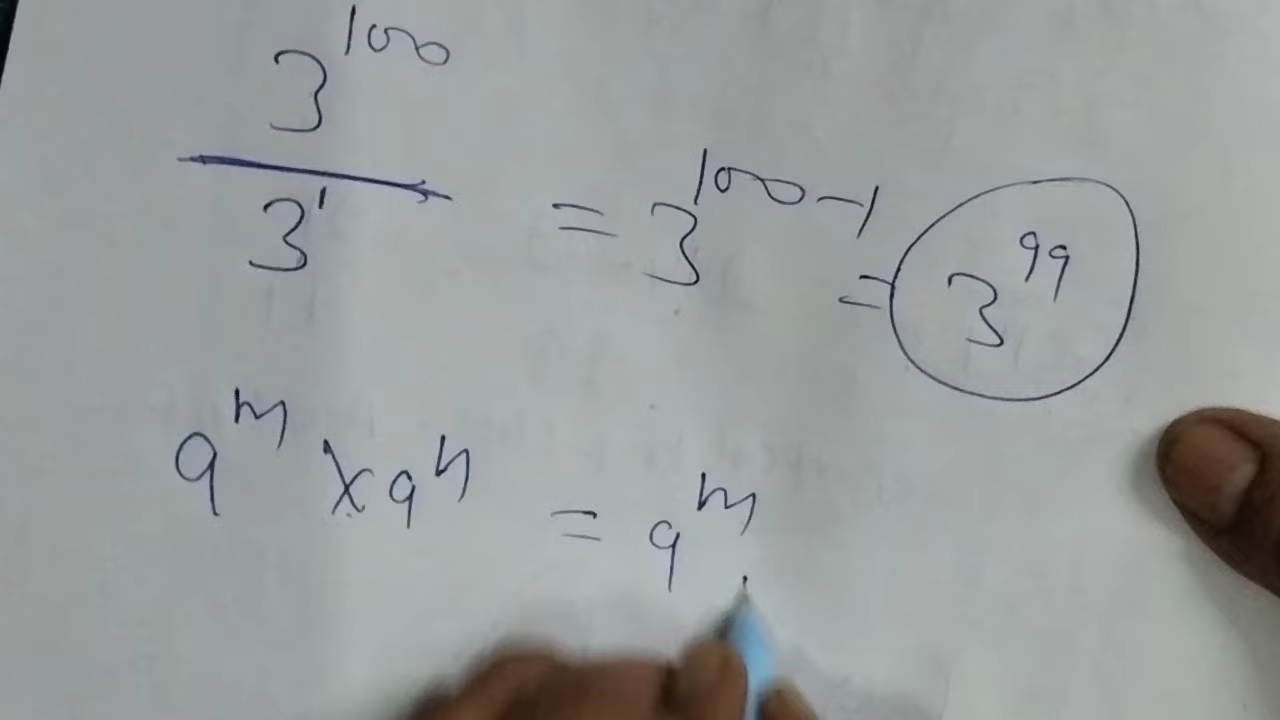 3^100 / 3^1 = 3^100-1 = 3^99
9^m × 9^n = 9^m